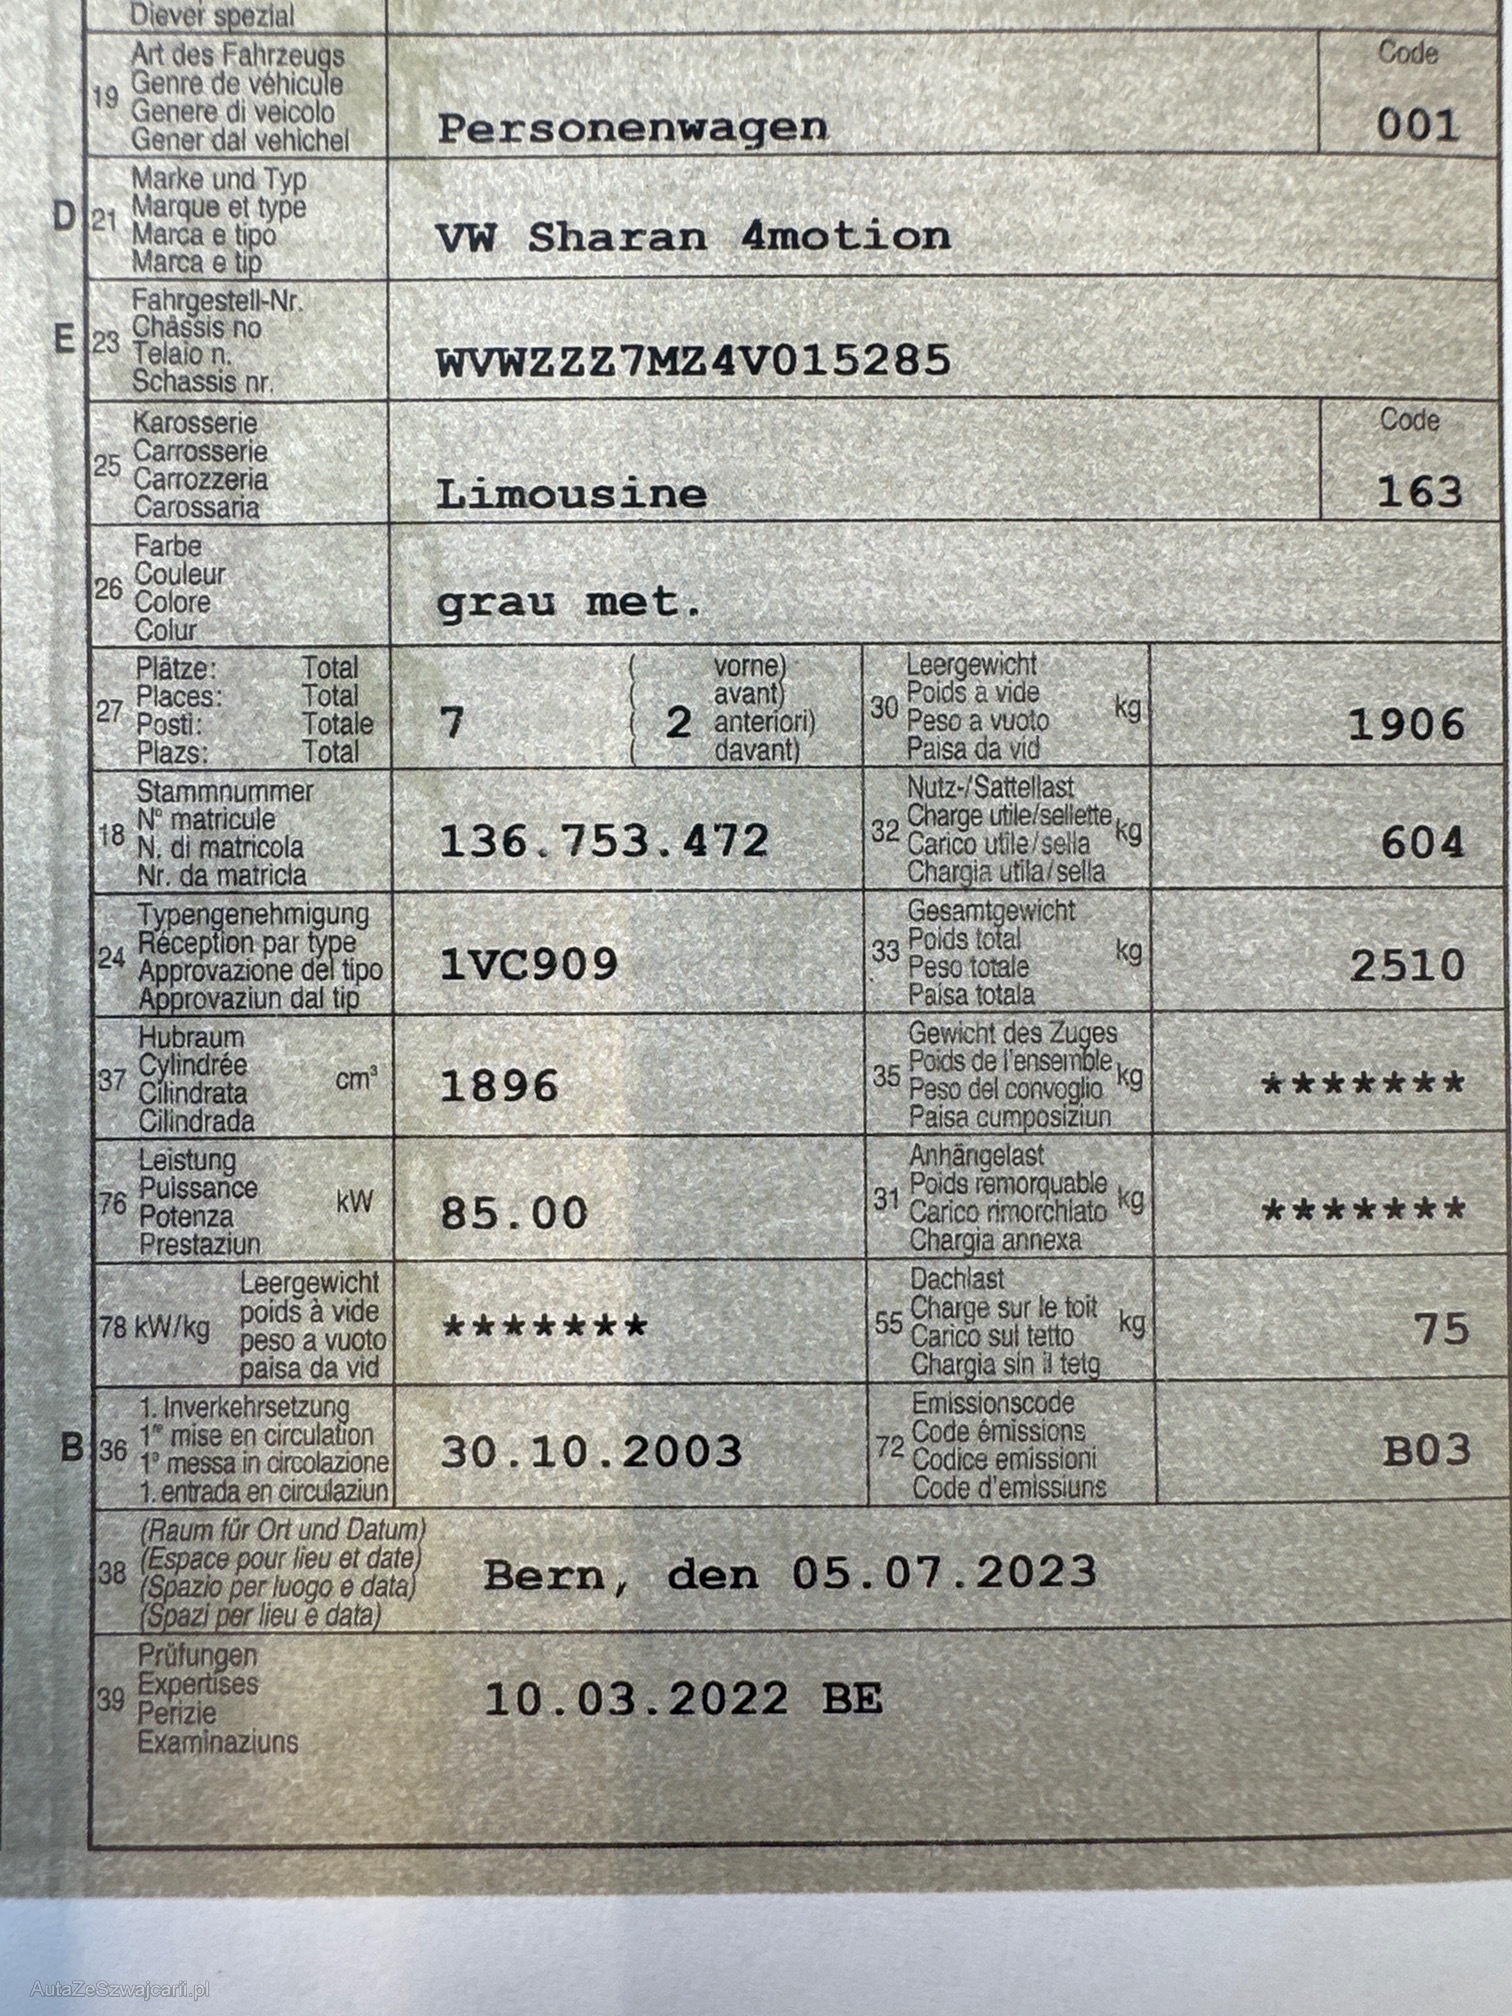 Diever spezial
19
Art des Fahrzeugs
Genre de véhicule
Genere di veicolo
Gener dal vehichel
Personenwagen
Code
001
D 21
Marke und Typ
Marque et type
Marca e tipo
Marca e tip
VW Sharan 4motion
E 23
Fahrgestell-Nr.
Châssis no
Telaio n.
Schassis nr.
WVWZZZ7MZ4V015285
25
Karosserie
Carrosserie
Carrozzeria
Carossaria
Limousine
Code
163
26
Farbe
Couleur
Colore
Colur
grau met.
27
Plätze: Total
Places: Total
Posti: Totale
Plazs: Total
7
( vorne)
( avant)
( 2 anteriori)
( davant)
30
Leergewicht
Poids à vide
Peso a vuoto
Paisa da vid
kg
1906
18
Stammnummer
N° matricule
N. di matricola
Nr. da matricla
136.753.472
32
Nutz-/Sattellast
Charge utile/sellette
Carico utile/sella
Chargia utila/sella
kg
604
24
Typengenehmigung
Réception par type
Approvazione del tipo
Approvaziun dal tip
1VC909
33
Gesamtgewicht
Poids total
Peso totale
Paisa totala
kg
2510
37
Hubraum
Cylindrée
Cilindrata
Cilindrada
cm³
1896
35
Gewicht des Zuges
Poids de l'ensemble
Peso del convoglio
Paisa cumposiziun
kg
*******
76
Leistung
Puissance
Potenza
Prestaziun
kW
85.00
31
Anhängelast
Poids remorquable
Carico rimorchiato
Chargia annexa
kg
*******
78 kW/kg
Leergewicht
poids à vide
peso a vuoto
paisa da vid
*******
55
Dachlast
Charge sur le toit
Carico sul tetto
Chargia sin il tetg
kg
75
B 36
1. Inverkehrsetzung
1re mise en circulation
1a messa in circolazione
1. entrada en circulaziun
30.10.2003
72
Emissionscode
Code émissions
Codice emissioni
Code d'emissiuns
B03
38
(Raum für Ort und Datum)
(Espace pour lieu et date)
(Spazio per luogo e data)
(Spazi per lieu e data)
Bern, den 05.07.2023
39
Prüfungen
Expertises
Perizie
Examinaziuns
10.03.2022 BE
AutaZeSzwajcarii.pl